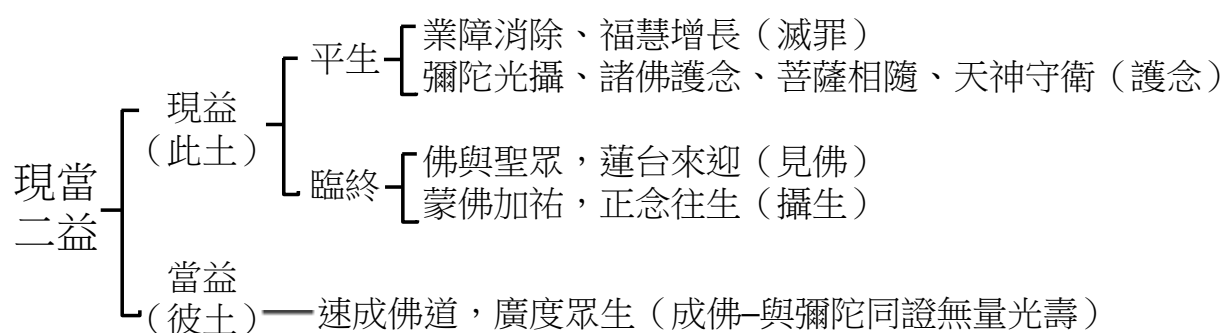 業障消除、福慧增長（滅罪）
平生
彌陀光攝、諸佛護念、菩薩相隨、天神守衛（護念）
現益
（此土）
佛與聖眾，蓮台來迎（見佛）
臨終
蒙佛加祐，正念往生（攝生）
現當
二益
當益
（彼土）
速成佛道，廣度眾生（成佛–與彌陀同證無量光壽）